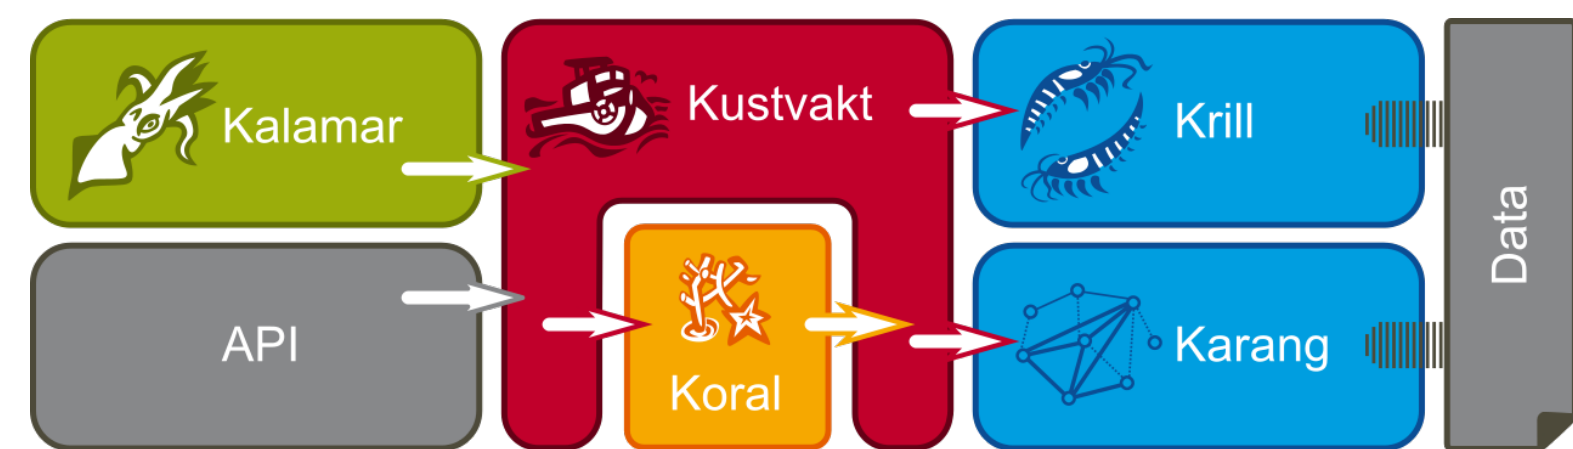 Kalamar
API
Kustvakt
Koral
Krill
Karang
Data